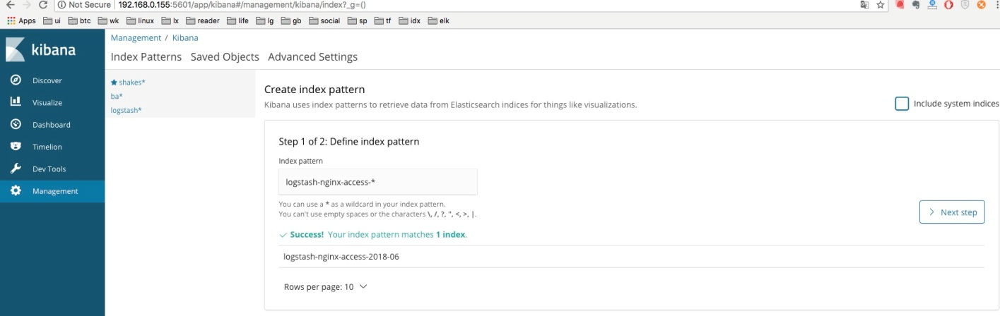 Not Secure 192.168.0.155:5601/app/kibana#/management/kibana/index?_g=()
Apps ui btc wk linux lx reader life lg gb social sp tf idx elk
kibana
Discover
Visualize
Dashboard
Timelion
Dev Tools
Management
Management / Kibana
Index Patterns Saved Objects Advanced Settings
shakes*
ba*
logstash*
Create index pattern
Kibana uses index patterns to retrieve data from Elasticsearch indices for things like visualizations.
Include system indices
Step 1 of 2: Define index pattern
Index pattern
logstash-nginx-access-*
You can use a * as a wildcard in your index pattern.
You can't use empty spaces or the characters \, /, ?, ", <, >, |.
Next step
Success! Your index pattern matches 1 index.
logstash-nginx-access-2018-06
Rows per page: 10